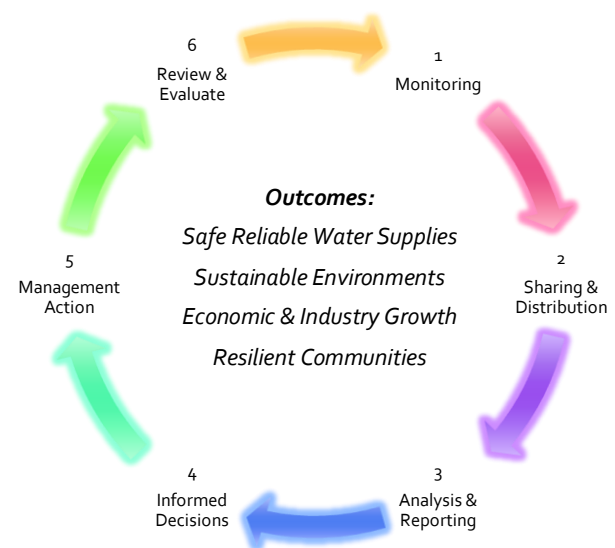 1
Monitoring
2
Sharing &
Distribution
3
Analysis &
Reporting
4
Informed
Decisions
5
Management
Action
6
Review &
Evaluate
Outcomes:
Safe Reliable Water Supplies
Sustainable Environments
Economic & Industry Growth
Resilient Communities